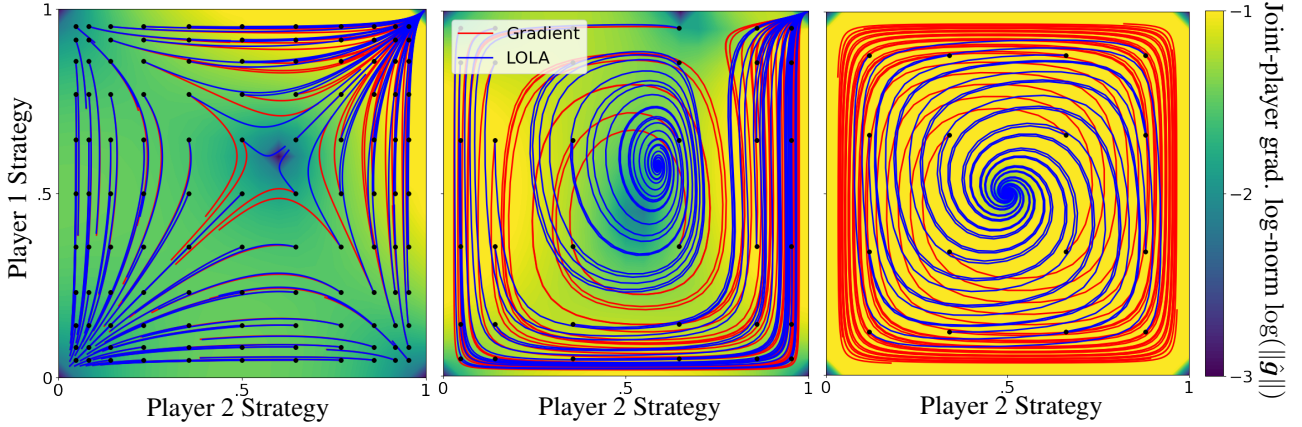 Player 1 Strategy
1
.5
0
0
.5
1
Player 2 Strategy
Gradient
LOLA
.5
1
Player 2 Strategy
.5
1
Player 2 Strategy
−1
−2
−3
Joint-player grad. log-norm log(||ĝ||)